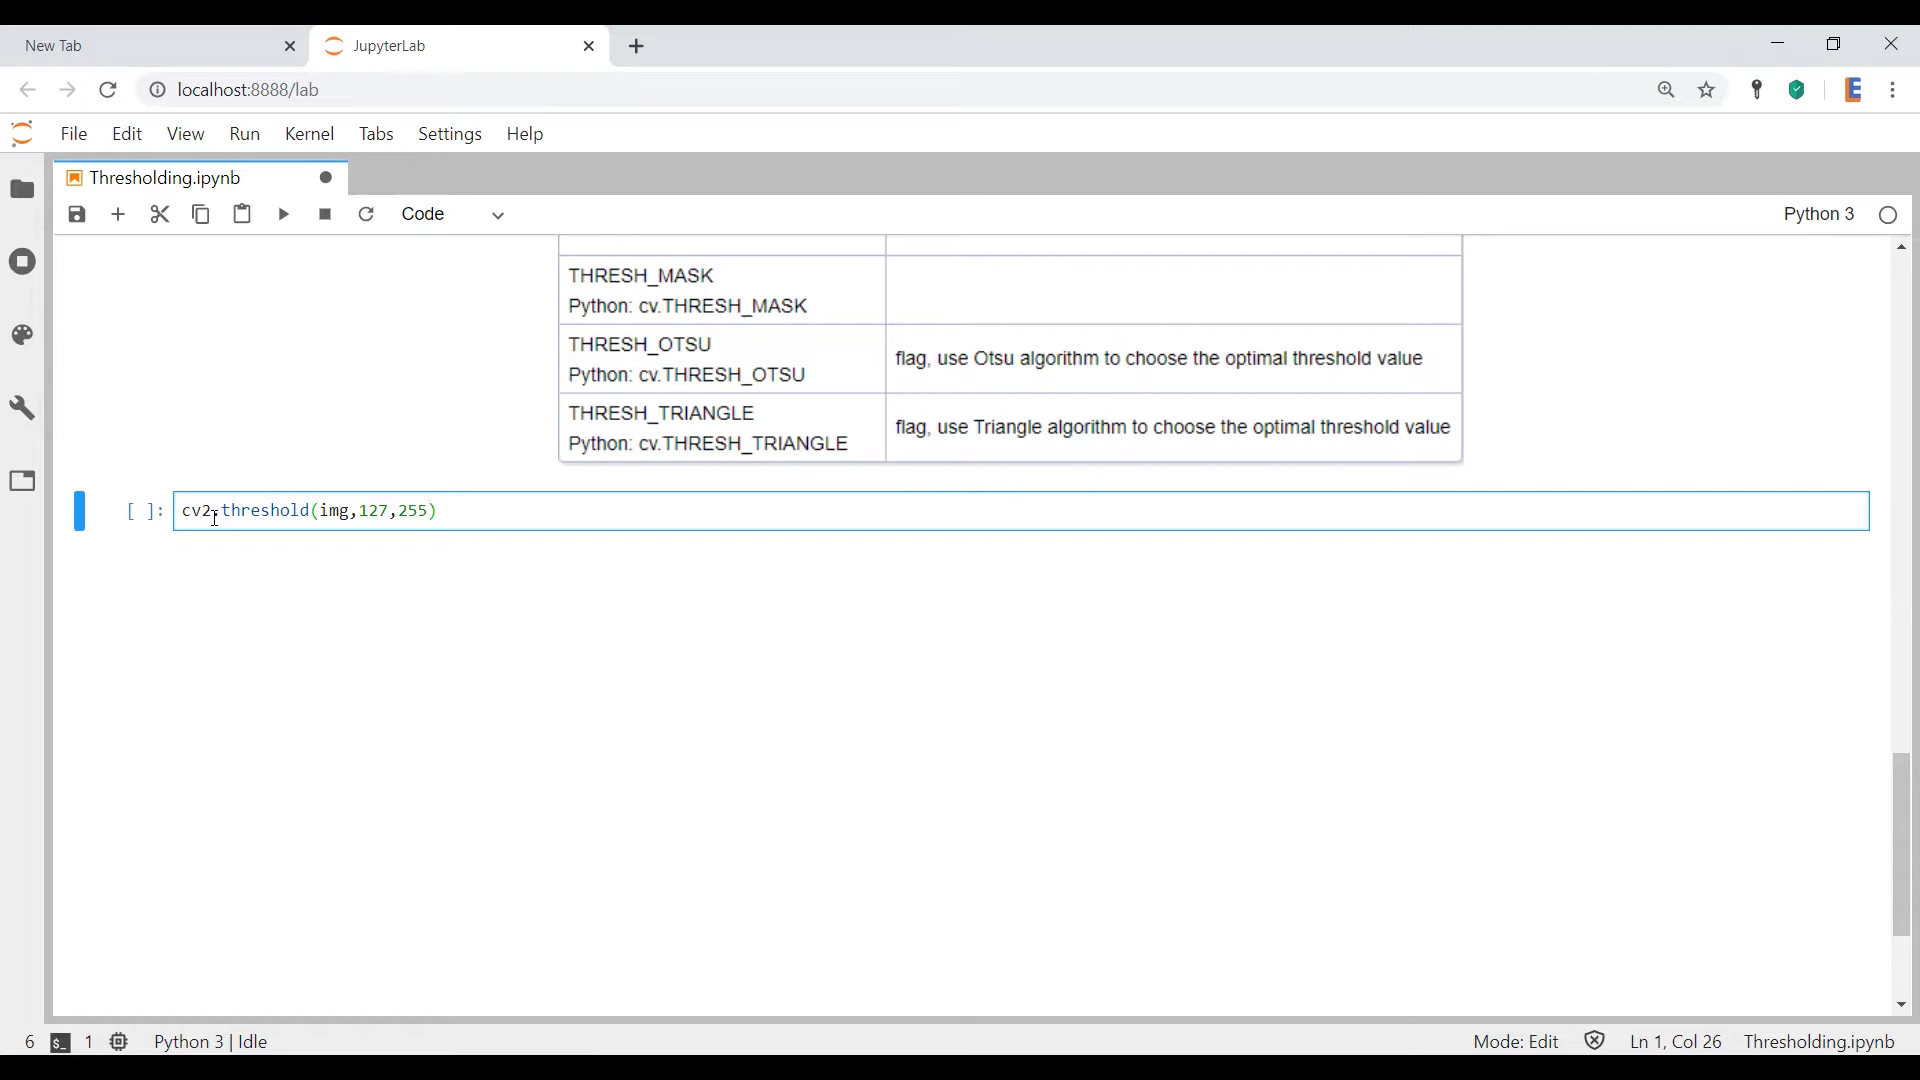 New Tab
JupyterLab
localhost:8888/lab
File Edit View Run Kernel Tabs Settings Help
Thresholding.ipynb
Code
Python 3
THRESH_MASK
Python: cv.THRESH_MASK
THRESH_OTSU
Python: cv.THRESH_OTSU
flag, use Otsu algorithm to choose the optimal threshold value
THRESH_TRIANGLE
Python: cv.THRESH_TRIANGLE
flag, use Triangle algorithm to choose the optimal threshold value
[ ]: cv2.threshold(img,127,255)
6 $_ 1 Python 3 | Idle Mode: Edit Ln 1, Col 26 Thresholding.ipynb